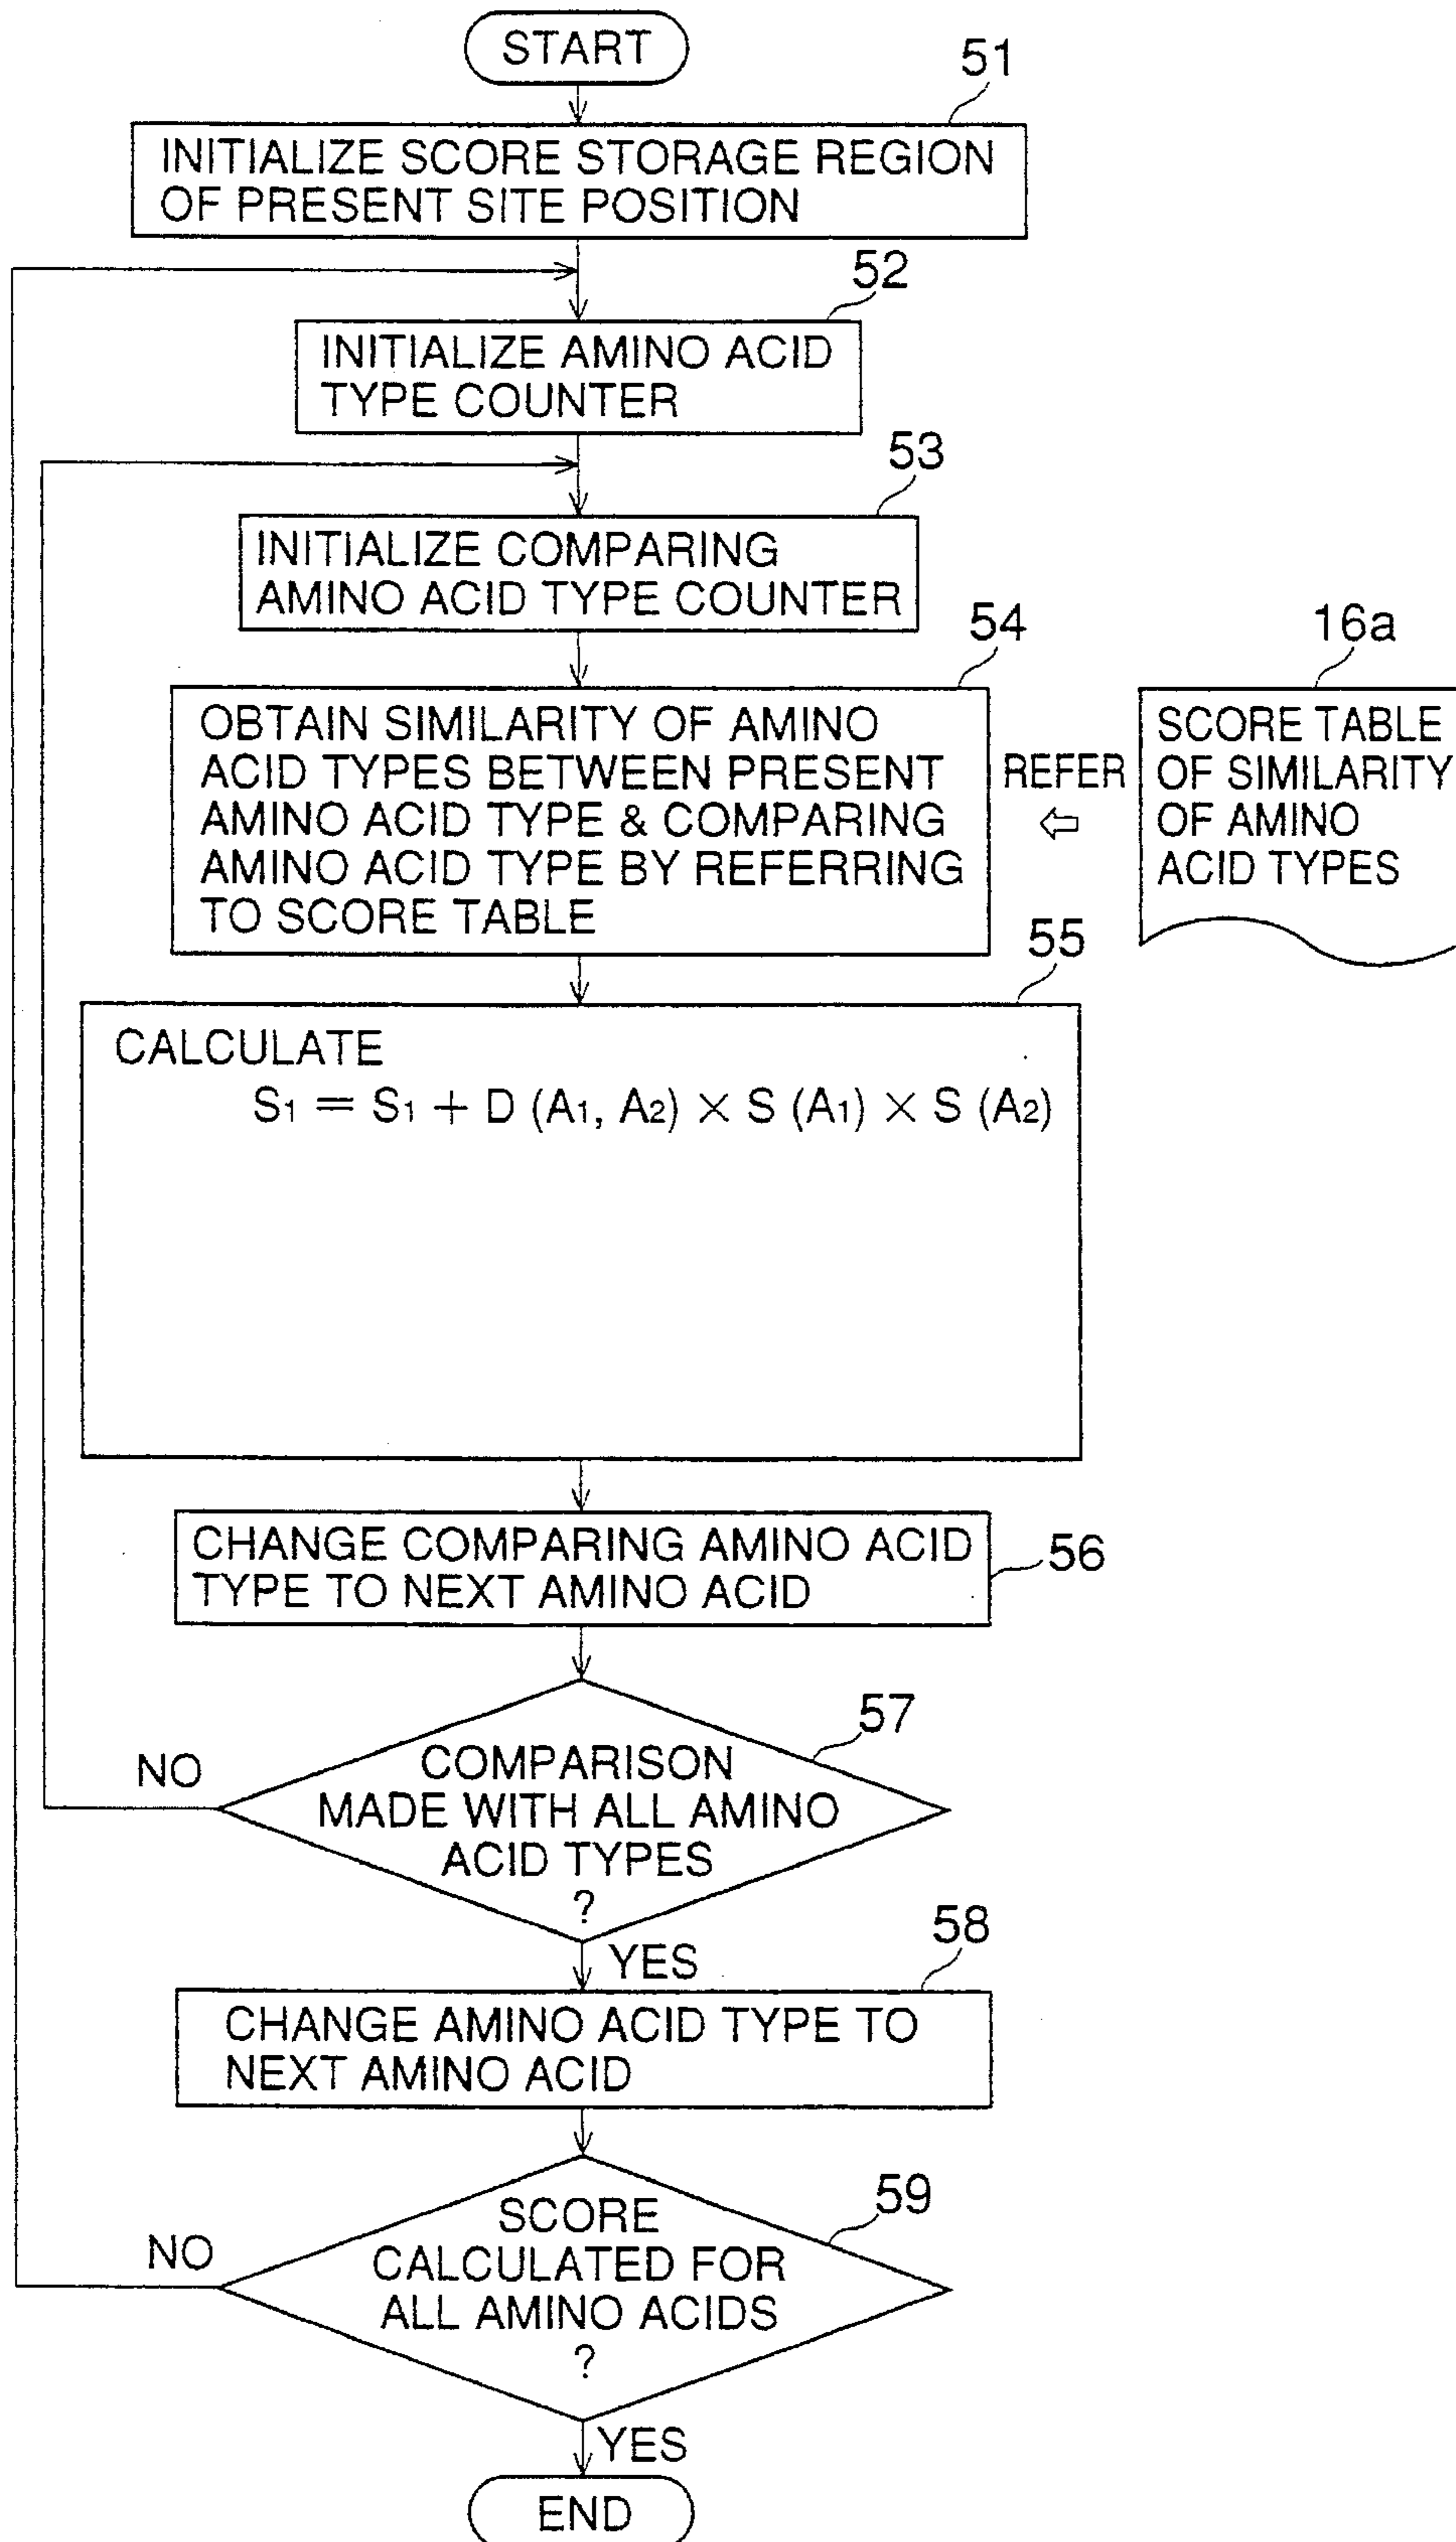 START
51
INITIALIZE SCORE STORAGE REGION
OF PRESENT SITE POSITION
52
INITIALIZE AMINO ACID
TYPE COUNTER
53
INITIALIZE COMPARING
AMINO ACID TYPE COUNTER
54
OBTAIN SIMILARITY OF AMINO
ACID TYPES BETWEEN PRESENT
AMINO ACID TYPE & COMPARING
AMINO ACID TYPE BY REFERRING
TO SCORE TABLE
REFER
16a
SCORE TABLE
OF SIMILARITY
OF AMINO
ACID TYPES
55
CALCULATE
S1 = S1 + D (A1, A2) × S (A1) × S (A2)
CHANGE COMPARING AMINO ACID
TYPE TO NEXT AMINO ACID
56
57
COMPARISON
MADE WITH ALL AMINO
ACID TYPES
?
NO
YES
58
CHANGE AMINO ACID TYPE TO
NEXT AMINO ACID
59
SCORE
CALCULATED FOR
ALL AMINO ACIDS
?
NO
YES
END